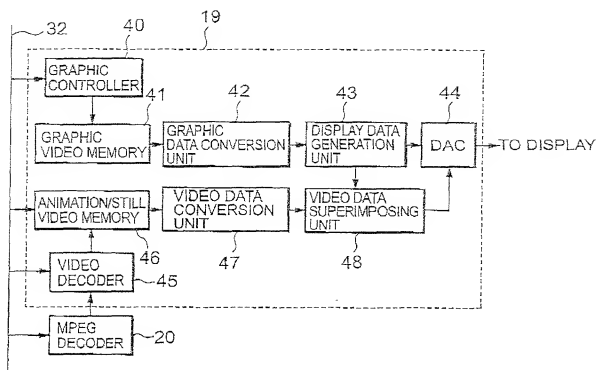 32
40
19
GRAPHIC
CONTROLLER
41
42
43
44
GRAPHIC
VIDEO MEMORY
GRAPHIC
DATA CONVERSION
UNIT
DISPLAY DATA
GENERATION
UNIT
DAC
TO DISPLAY
ANIMATION/STILL
VIDEO MEMORY
VIDEO DATA
CONVERSION
UNIT
VIDEO DATA
SUPERIMPOSING
UNIT
46
47
48
VIDEO
DECODER
45
MPEG
DECODER
20